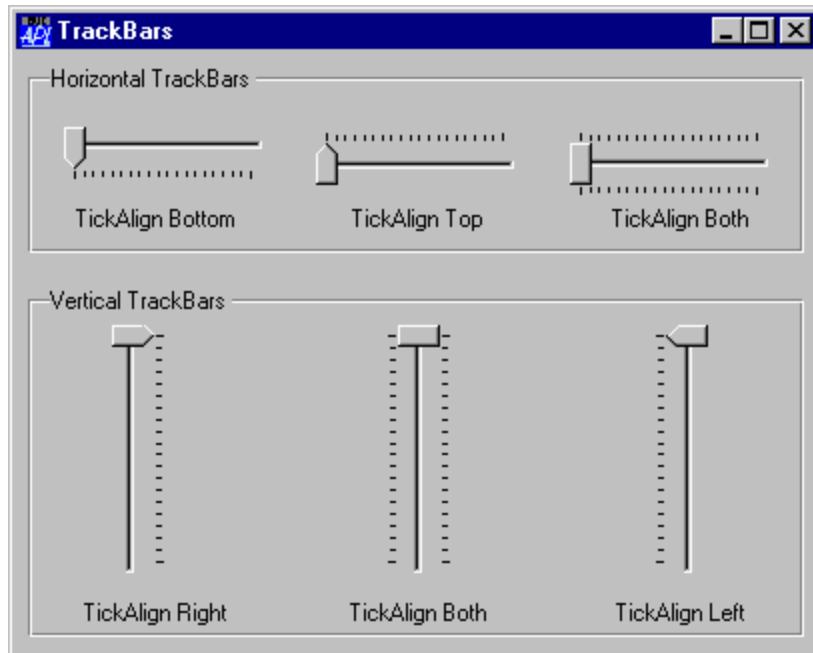 TrackBars
Horizontal TrackBars
TickAlign Bottom
TickAlign Top
TickAlign Both
Vertical TrackBars
TickAlign Right
TickAlign Both
TickAlign Left